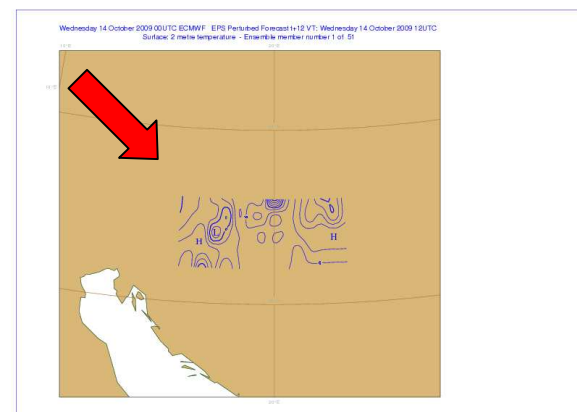 Wednesday 14 October 2009 00UTC ECMWF EPS Perturbed Forecast t+12 VT: Wednesday 14 October 2009 12UTC
Surface: 2 metre temperature - Ensemble member number 1 of 51
L
H
H